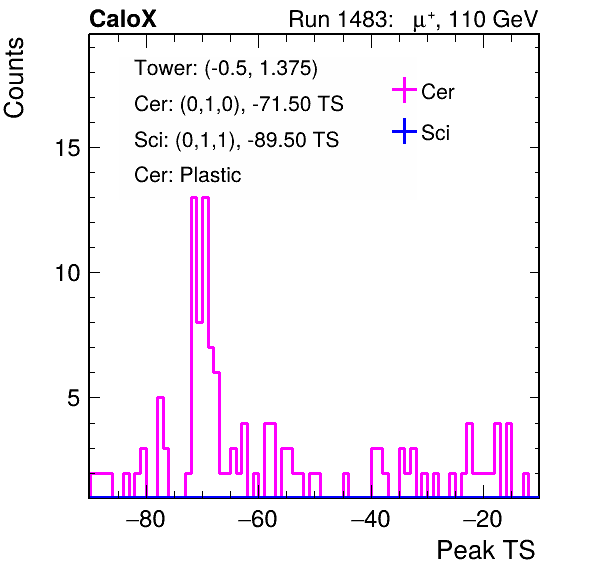 CaloX Run 1483: μ⁺, 110 GeV
Counts
Tower: (-0.5, 1.375)
Cer: (0,1,0), -71.50 TS
Sci: (0,1,1), -89.50 TS
Cer: Plastic
Cer
Sci
15
10
5
−80 −60 −40 −20
Peak TS